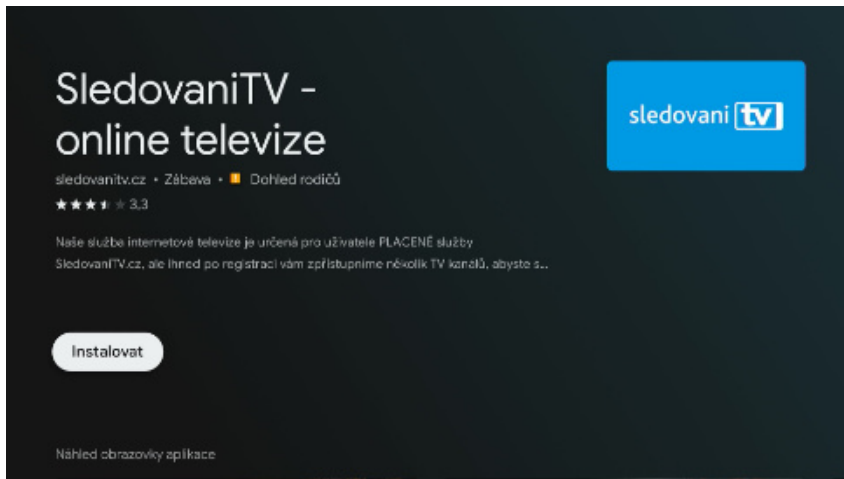 SledovaniTV -
online televize
sledovani tv
sledovanitv.cz • Zábava • Dohled rodičů
3,3
Naše služba internetové televize je určená pro uživatele PLACENÉ služby
SledovaniTV.cz, ale ihned po registraci vám zpřístupníme několik TV kanálů, abyste s...
Instalovat
Náhled obrazovky aplikace